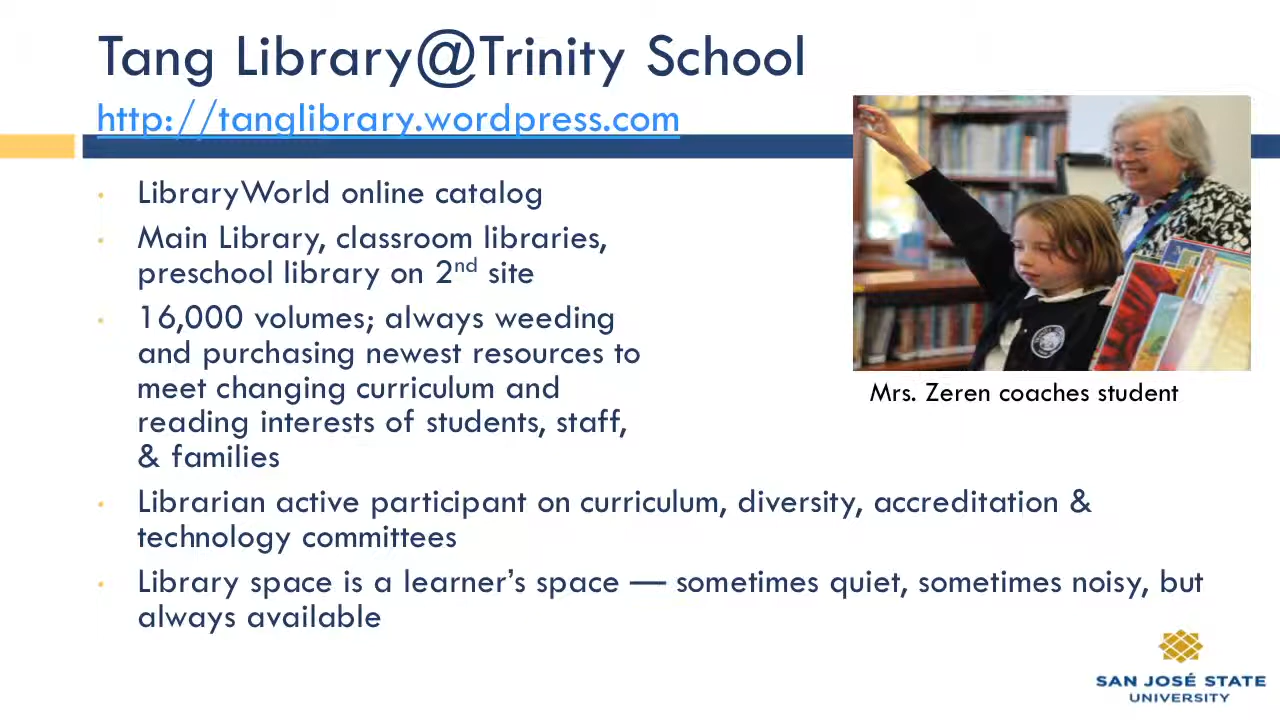 Tang Library@Trinity School
http://tanglibrary.wordpress.com
• LibraryWorld online catalog
• Main Library, classroom libraries,
preschool library on 2nd site
• 16,000 volumes; always weeding
and purchasing newest resources to
meet changing curriculum and
reading interests of students, staff,
& families
Mrs. Zeren coaches student
• Librarian active participant on curriculum, diversity, accreditation &
technology committees
• Library space is a learner’s space — sometimes quiet, sometimes noisy, but
always available
SAN JOSÉ STATE
UNIVERSITY